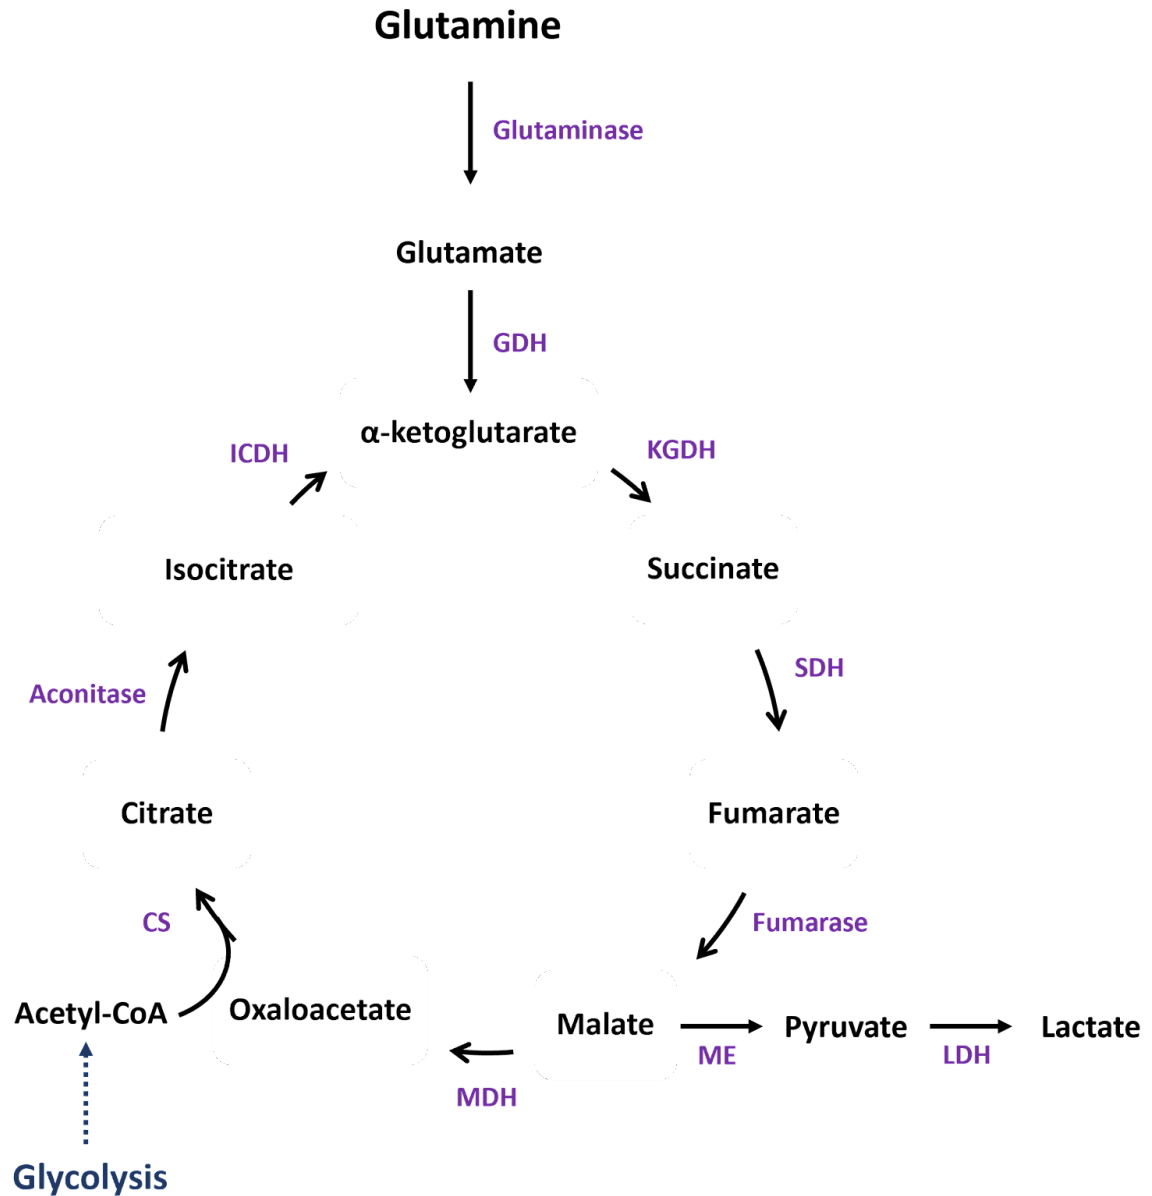 Glutamine
Glutaminase
Glutamate
GDH
α-ketoglutarate
ICDH
KGDH
Isocitrate
Succinate
Aconitase
SDH
Citrate
Fumarate
CS
Fumarase
Acetyl-CoA
Oxaloacetate
Malate
Pyruvate
Lactate
ME
LDH
MDH
Glycolysis